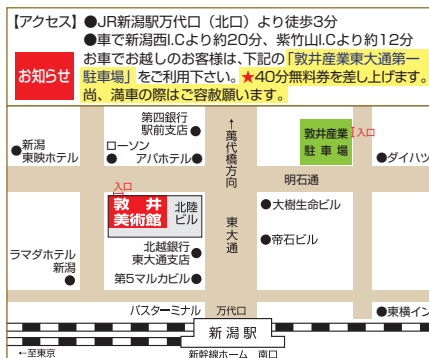 【アクセス】●JR新潟駅万代口(北口)より徒歩3分
●車で新潟西I.Cより約20分、紫竹山I.Cより約12分
お知らせ
お車でお越しのお客様は、下記の「敦井産業東大通第一
駐車場」をご利用下さい。★40分無料券を差し上げます。
尚、満車の際はご容赦願います。
第四銀行
駅前支店●
↑萬代橋方向
敦井産業
駐車場
入口
●新潟
東映ホテル
ローソン
●
アパホテル●
●ダイハツ
明石通
入口
敦井
美術館
北陸
ビル
東大通
●大樹生命ビル
●帝石ビル
北越銀行
東大通支店●
ラマダホテル
新潟
●
第5マルカビル●
バスターミナル
万代口
●東横イン
新潟駅
←至東京
新幹線ホーム 南口